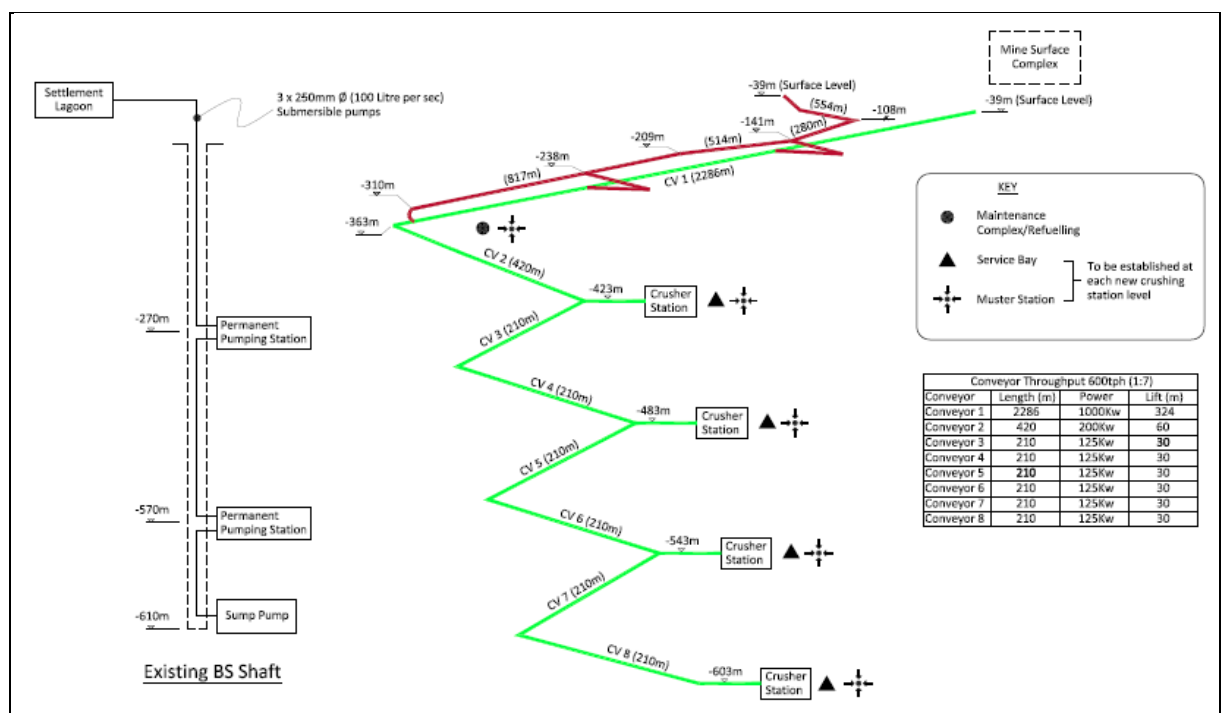 Mine Surface
Complex
Settlement
Lagoon
3 x 250mm Ø (100 Litre per sec)
Submersible pumps
-39m (Surface Level)
(554m)
-108m
-39m (Surface Level)
-141m
(280m)
-209m
(514m)
-238m
(817m)
CV 1 (2286m)
-310m
-363m
KEY
Maintenance
Complex/Refuelling
Service Bay
Muster Station
To be established at
each new crushing
station level
CV 2 (420m)
-423m
Crusher
Station
CV 3 (210m)
-270m
Permanent
Pumping Station
CV 4 (210m)
-483m
Crusher
Station
CV 5 (210m)
-570m
Permanent
Pumping Station
CV 6 (210m)
-543m
Crusher
Station
CV 7 (210m)
-610m
Sump Pump
CV 8 (210m)
-603m
Crusher
Station
Existing BS Shaft
Conveyor Throughput 600tph (1:7)
Conveyor Length (m) Power Lift (m)
Conveyor 1 2286 1000Kw 324
Conveyor 2 420 200Kw 60
Conveyor 3 210 125Kw 30
Conveyor 4 210 125Kw 30
Conveyor 5 210 125Kw 30
Conveyor 6 210 125Kw 30
Conveyor 7 210 125Kw 30
Conveyor 8 210 125Kw 30